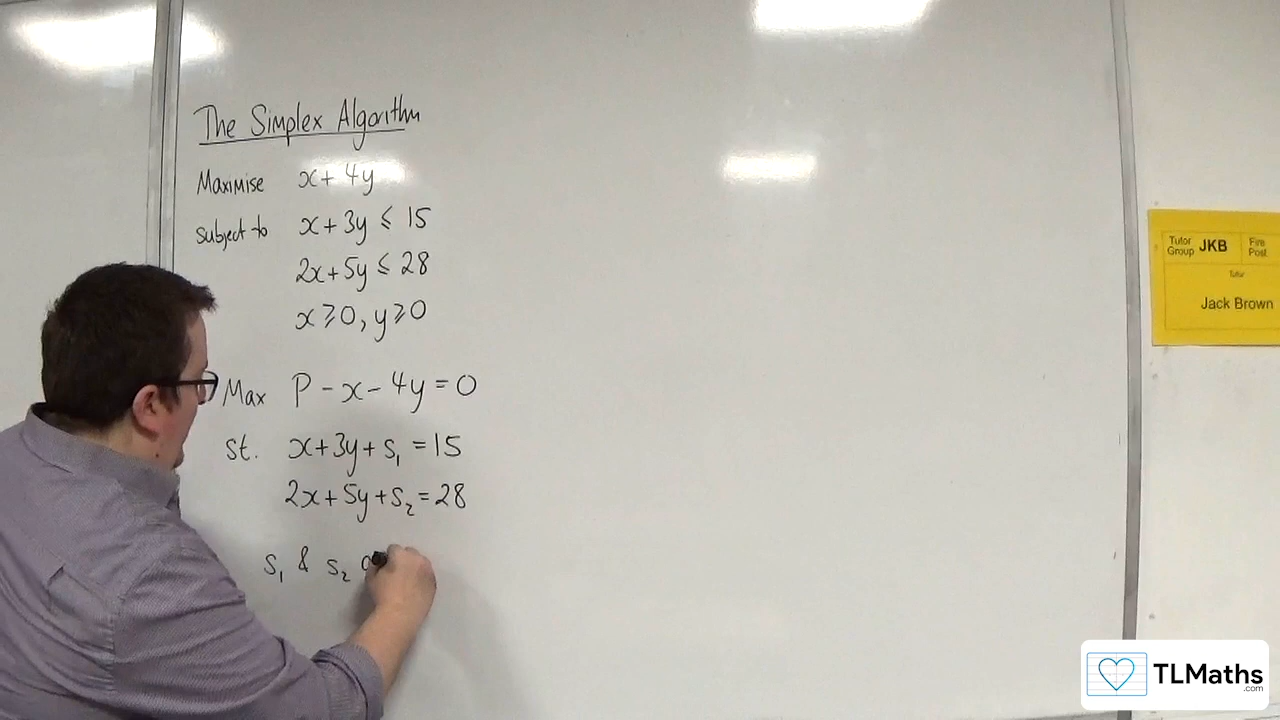 The Simplex Algorithm
Maximise x + 4y
subject to x + 3y ≤ 15
2x + 5y ≤ 28
x ≥ 0, y ≥ 0
Max P - x - 4y = 0
st. x + 3y + s₁ = 15
2x + 5y + s₂ = 28
s₁ & s₂
Tutor Group JKB Fire Post
Tutor
Jack Brown
TLMaths
.com